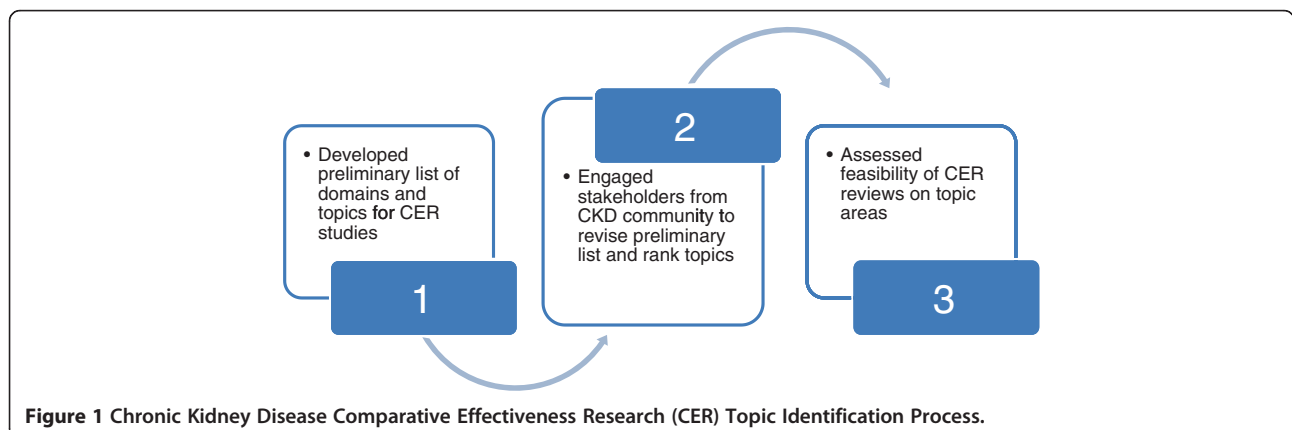 • Developed
preliminary list of
domains and
topics for CER
studies
1
2
• Engaged
stakeholders from
CKD community to
revise preliminary
list and rank topics
• Assessed
feasibility of CER
reviews on topic
areas
3
Figure 1 Chronic Kidney Disease Comparative Effectiveness Research (CER) Topic Identification Process.